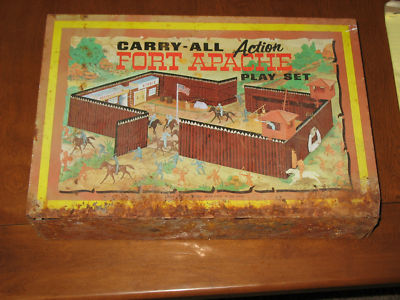 CARRY-ALL Action
FORT APACHE
PLAY SET